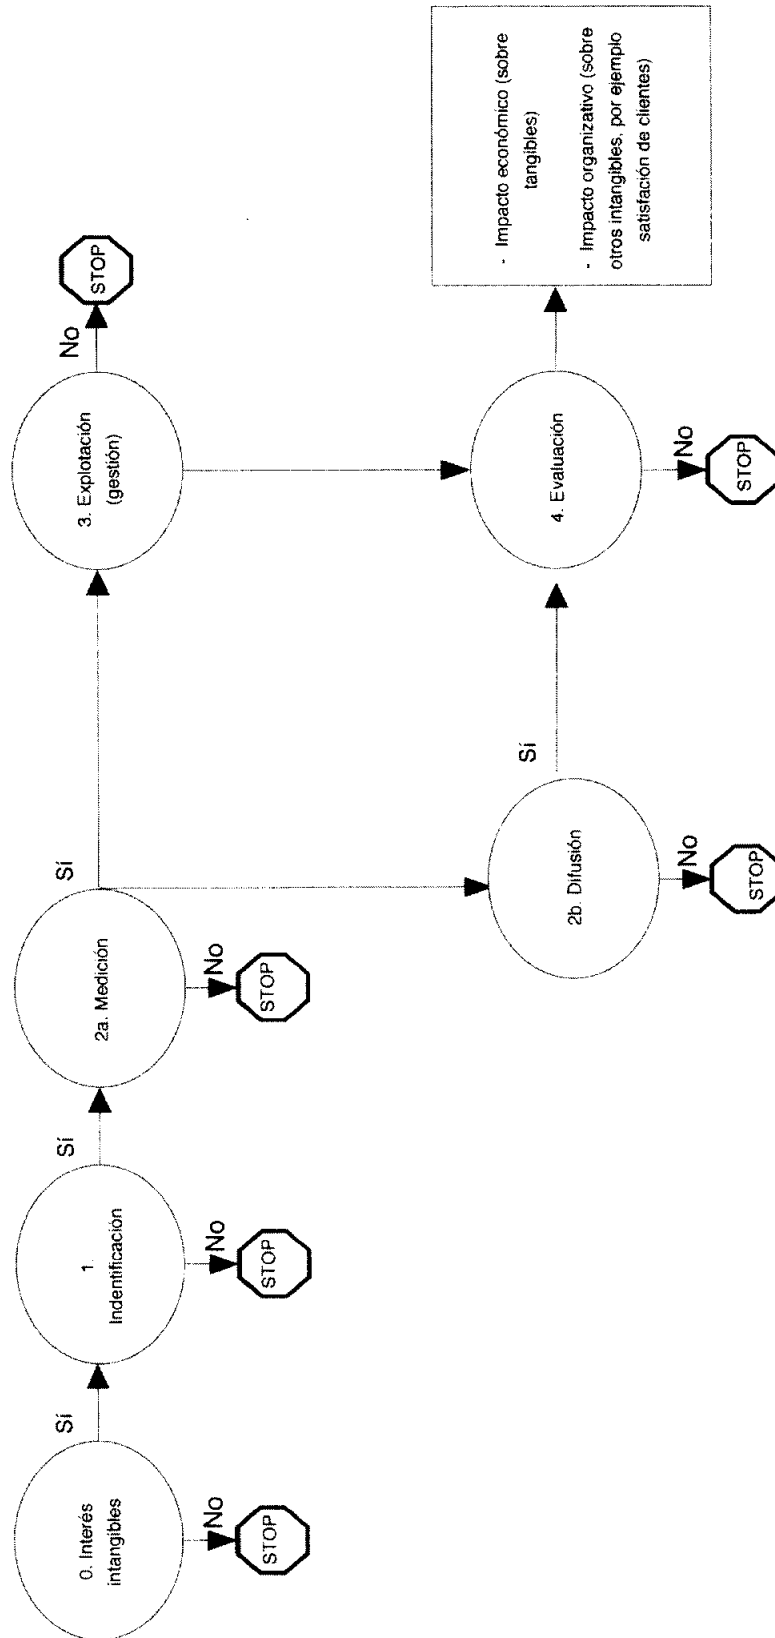 0. Interés
intangibles
Sí
No
STOP
1.
Indentificación
Sí
No
STOP
2a. Medición
Sí
No
STOP
3. Explotación
(gestión)
No
STOP
2b. Difusión
Sí
No
STOP
4. Evaluación
No
STOP
- Impacto económico (sobre
tangibles)
- Impacto organizativo (sobre
otros intangibles, por ejemplo
satisfación de clientes)